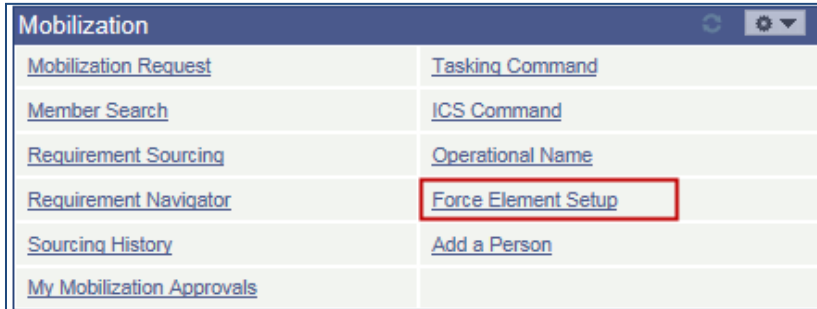 Mobilization
Mobilization Request
Tasking Command
Member Search
ICS Command
Requirement Sourcing
Operational Name
Requirement Navigator
Force Element Setup
Sourcing History
Add a Person
My Mobilization Approvals